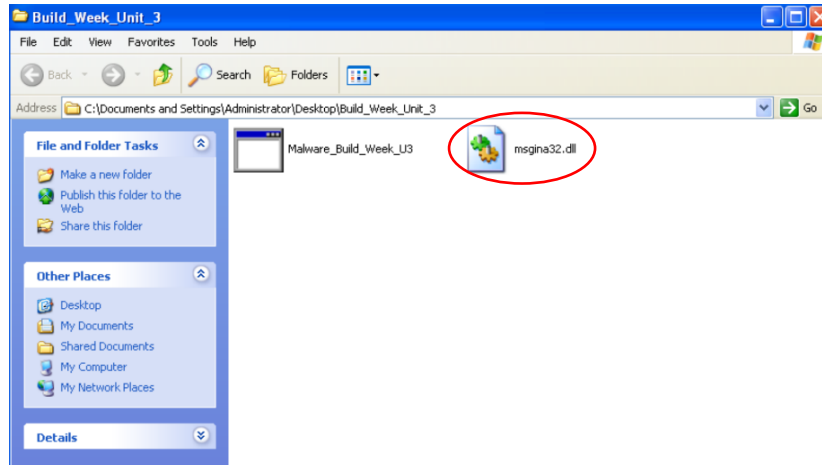 Build_Week_Unit_3
File Edit View Favorites Tools Help
Back Search Folders
Address C:\Documents and Settings\Administrator\Desktop\Build_Week_Unit_3 Go
File and Folder Tasks
Make a new folder
Publish this folder to the
Web
Share this folder
Other Places
Desktop
My Documents
Shared Documents
My Computer
My Network Places
Details
Malware_Build_Week_U3
msgina32.dll